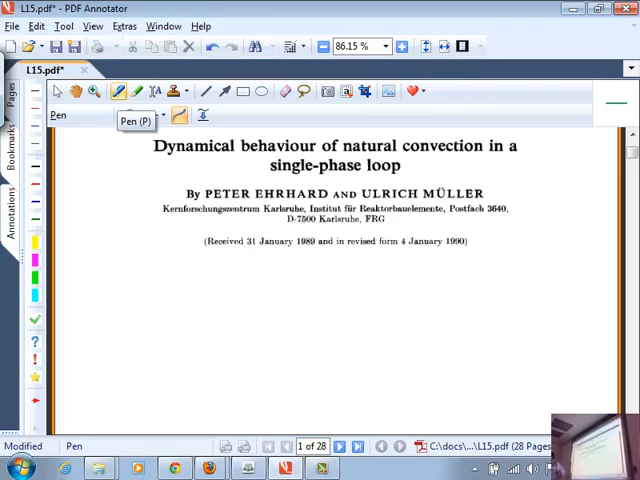 L15.pdf* - PDF Annotator
File Edit Tool View Extras Window Help
86.15 %
L15.pdf*
Pages
Bookmarks
Annotations
Pen
Pen (P)
Dynamical behaviour of natural convection in a
single-phase loop
By PETER EHRHARD AND ULRICH MÜLLER
Kernforschungszentrum Karlsruhe, Institut für Reaktorbauelemente, Postfach 3640,
D-7500 Karlsruhe, FRG
(Received 31 January 1989 and in revised form 4 January 1990)
Modified Pen 1 of 28 C:\docs\...\L15.pdf (28 Pages